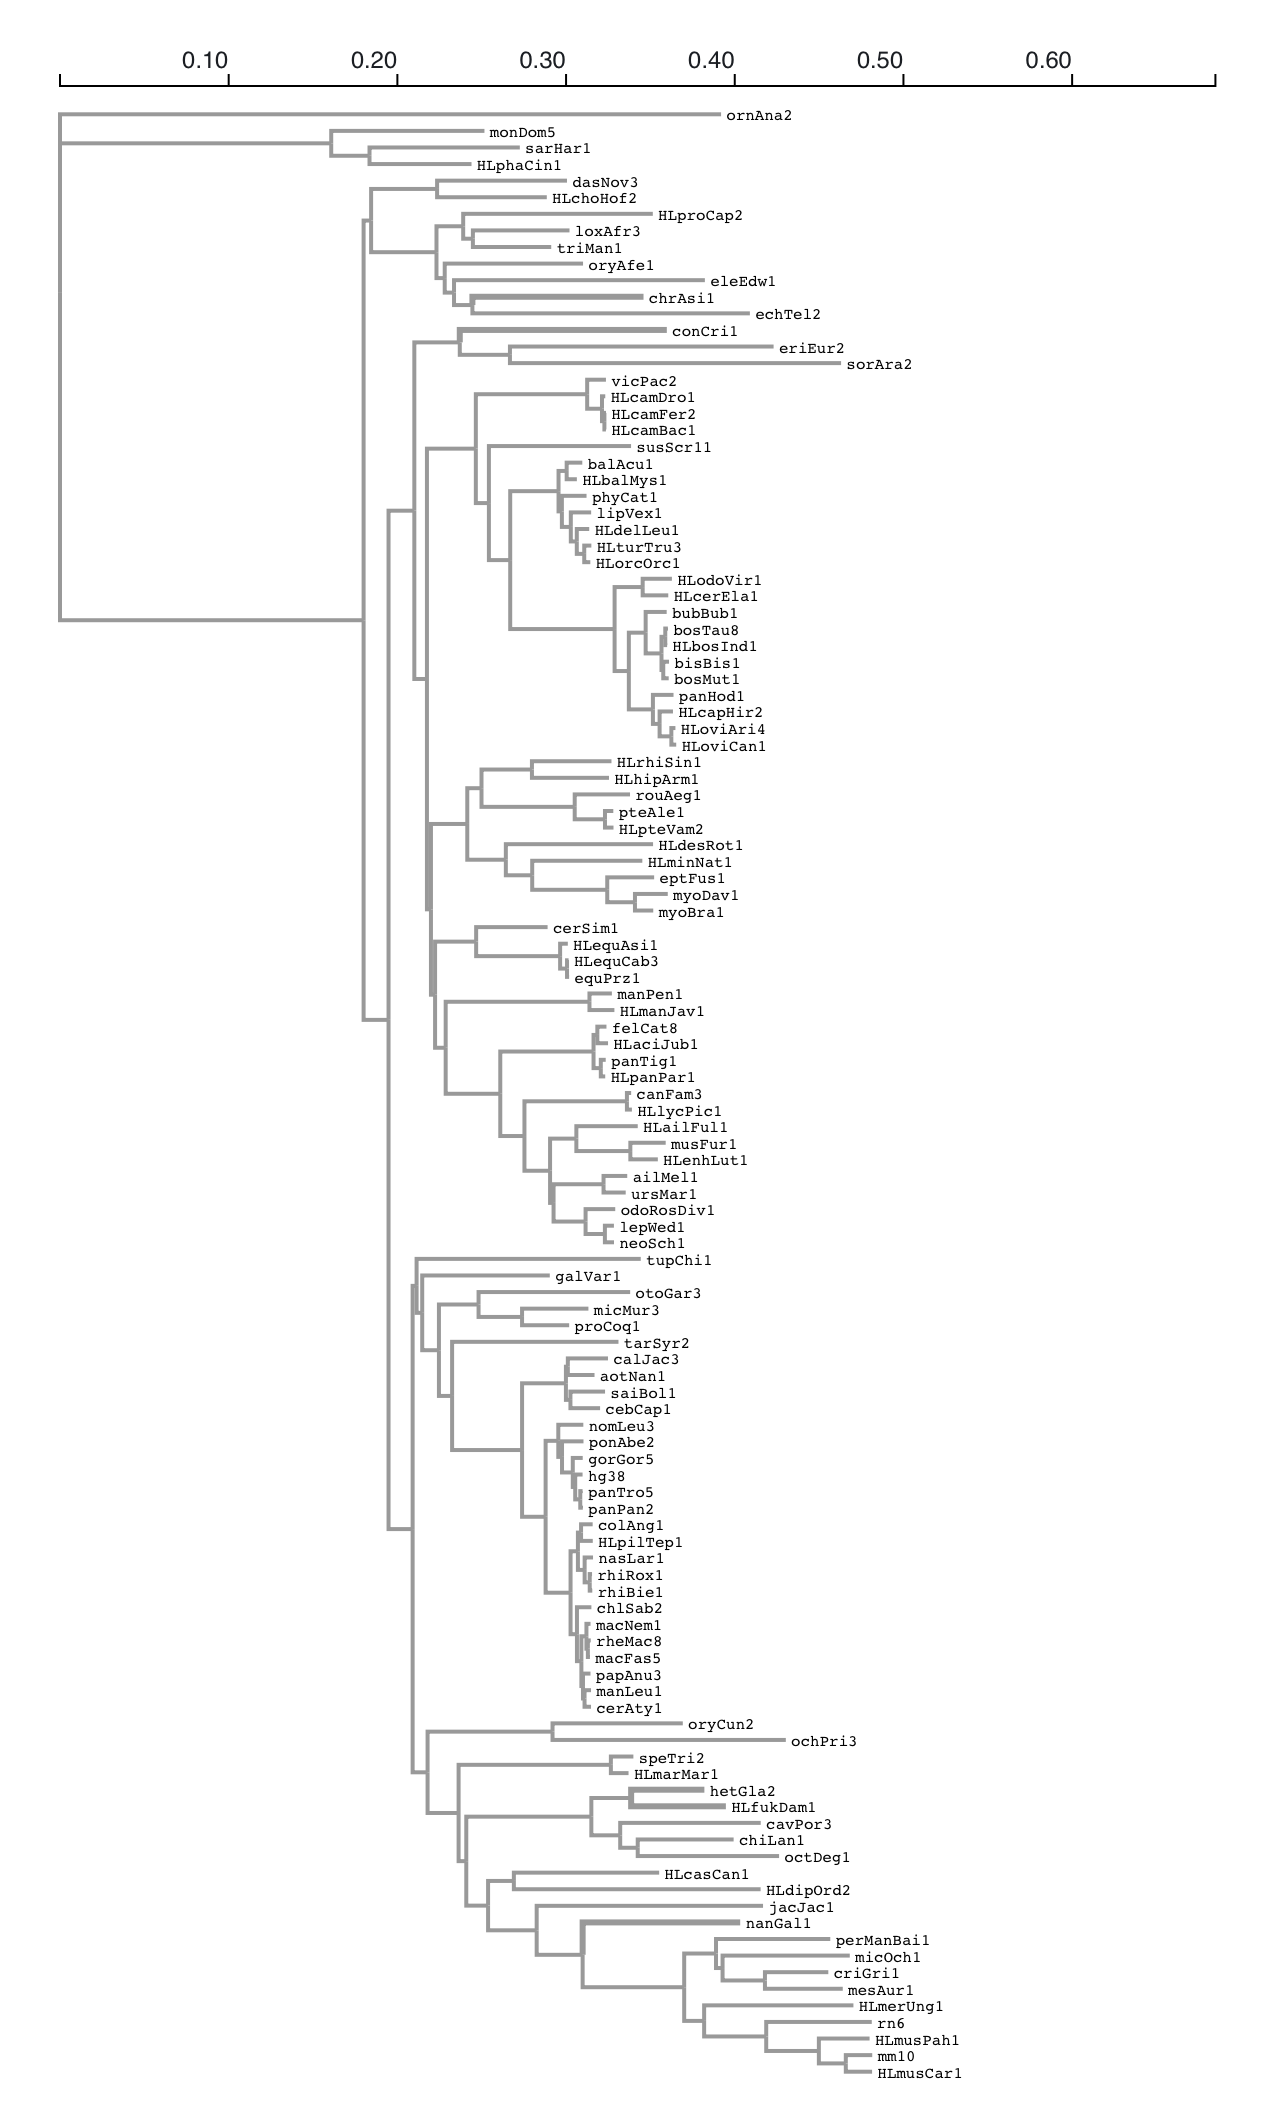 0.10 0.20 0.30 0.40 0.50 0.60
ornAna2
monDom5
sarHar1
HLphaCin1
dasNov3
HLchoHof2
HLproCap2
loxAfr3
triMan1
oryAfe1
eleEdw1
chrAsi1
echTel2
conCri1
eriEur2
sorAra2
vicPac2
HLcamDro1
HLcamFer2
HLcamBac1
susScr11
balAcu1
HLbalMys1
phyCat1
lipVex1
HLdelLeu1
HLturTru3
HLorcOrc1
HLodoVir1
HLcerEla1
bubBub1
bosTau8
HLbosInd1
bisBis1
bosMut1
panHod1
HLcapHir2
HLoviAri4
HLoviCan1
HLrhiSin1
HLhipArm1
rouAeg1
pteAle1
HLpteVam2
HLdesRot1
HLminNat1
eptFus1
myoDav1
myoBra1
cerSim1
HLequAsi1
HLequCab3
equPrz1
manPen1
HLmanJav1
felCat8
HLaciJub1
panTig1
HLpanPar1
canFam3
HLlycPic1
HLailFul1
musFur1
HLenhLut1
ailMel1
ursMar1
odoRosDiv1
lepWed1
neoSch1
tupChi1
galVar1
otoGar3
micMur3
proCoq1
tarSyr2
calJac3
aotNan1
saiBol1
cebCap1
nomLeu3
ponAbe2
gorGor5
hg38
panTro5
panPan2
colAng1
HLpilTep1
nasLar1
rhiRox1
rhiBie1
chlSab2
macNem1
rheMac8
macFas5
papAnu3
manLeu1
cerAty1
oryCun2
ochPri3
speTri2
HLmarMar1
hetGla2
HLfukDam1
cavPor3
chiLan1
octDeg1
HLcasCan1
HLdipOrd2
jacJac1
nanGal1
perManBai1
micOch1
criGri1
mesAur1
HLmerUng1
rn6
HLmusPah1
mm10
HLmusCar1